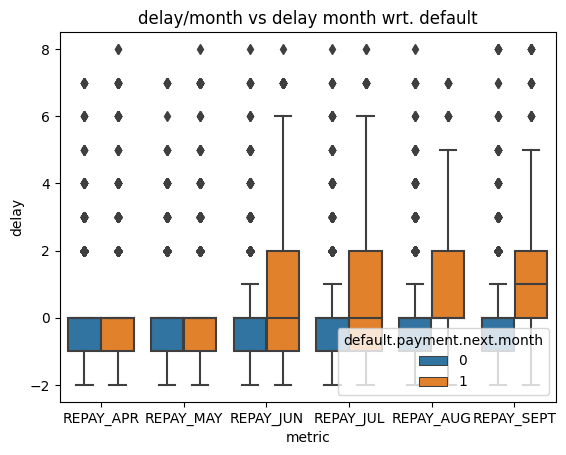 delay/month vs delay month wrt. default
delay
8
6
4
2
0
−2
default.payment.next.month
0
1
REPAY_APR REPAY_MAY REPAY_JUN REPAY_JUL REPAY_AUG REPAY_SEPT
metric